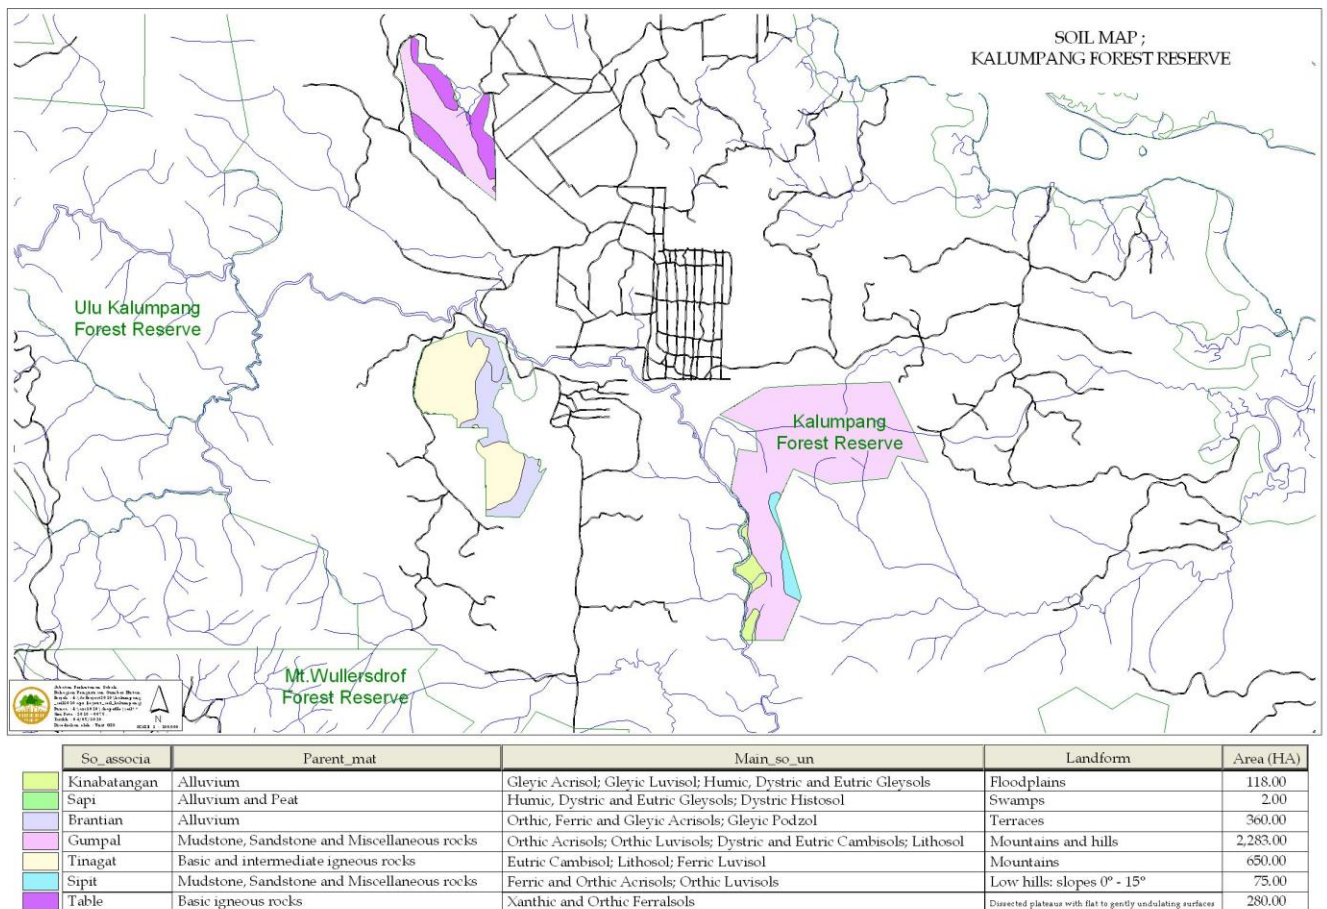 SOIL MAP ;
KALUMPANG FOREST RESERVE
Ulu Kalumpang
Forest Reserve
Kalumpang
Forest Reserve
Mt.Wullersdrof
Forest Reserve
N
So_associa Parent_mat Main_so_un Landform Area (HA)
Kinabatangan Alluvium Gleyic Acrisol; Gleyic Luvisol; Humic, Dystric and Eutric Gleysols Floodplains 118.00
Sapi Alluvium and Peat Humic, Dystric and Eutric Gleysols; Dystric Histosol Swamps 2.00
Brantian Alluvium Orthic, Ferric and Gleyic Acrisols; Gleyic Podzol Terraces 360.00
Gumpal Mudstone, Sandstone and Miscellaneous rocks Orthic Acrisols; Orthic Luvisols; Dystric and Eutric Cambisols; Lithosol Mountains and hills 2,283.00
Tinagat Basic and intermediate igneous rocks Eutric Cambisol; Lithosol; Ferric Luvisol Mountains 650.00
Sipit Mudstone, Sandstone and Miscellaneous rocks Ferric and Orthic Acrisols; Orthic Luvisols Low hills: slopes 0° - 15° 75.00
Table Basic igneous rocks Xanthic and Orthic Ferralsols Dissected plateaus with flat to gently undulating surfaces 280.00